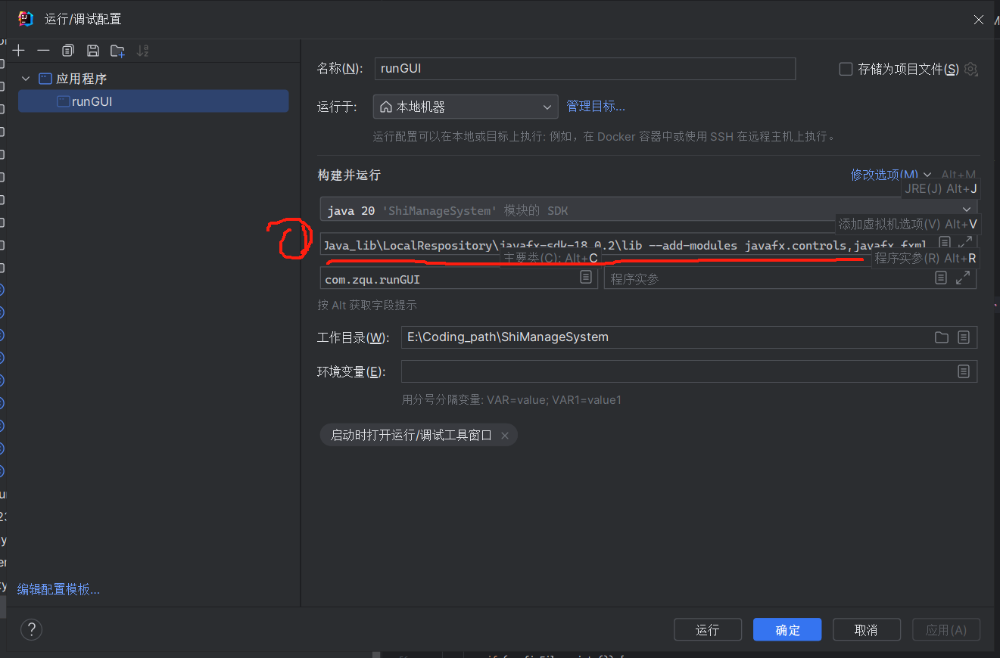 运行/调试配置
应用程序
runGUI
编辑配置模板...
?
名称(N):
runGUI
存储为项目文件(S)
运行于:
本地机器
管理目标...
运行配置可以在本地或目标上执行: 例如，在 Docker 容器中或使用 SSH 在远程主机上执行。
构建并运行
修改选项(M)
Alt+M
JRE(J) Alt+J
java 20 'ShiManageSystem' 模块的 SDK
添加虚拟机选项(V) Alt+V
Java_lib\LocalRespository\javafx-sdk-18.0.2\lib --add-modules javafx.controls,javafx.fxml
主要类(C): Alt+C
程序实参(R) Alt+R
com.zqu.runGUI
程序实参
按 Alt 获取字段提示
工作目录(W):
E:\Coding_path\ShiManageSystem
环境变量(E):
用分号分隔变量: VAR=value; VAR1=value1
启动时打开运行/调试工具窗口
运行
确定
取消
应用(A)